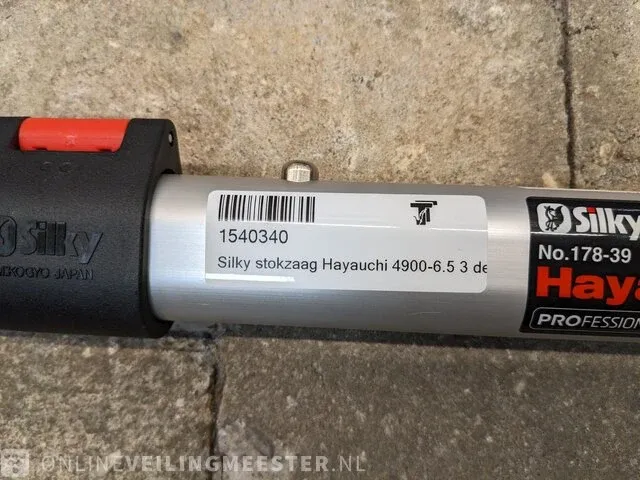 Silky
JAPAN
1540340
Silky stokzaag Hayauchi 4900-6.5 3 de
Silky
No.178-39
Haya
PROFESSION
ONLINEVEILINGMEESTER.NL